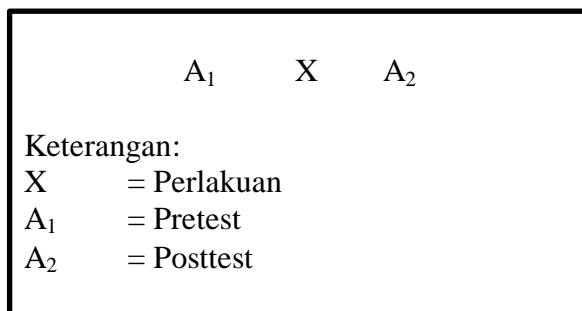 A₁ X A₂
Keterangan:
X = Perlakuan
A₁ = Pretest
A₂ = Posttest